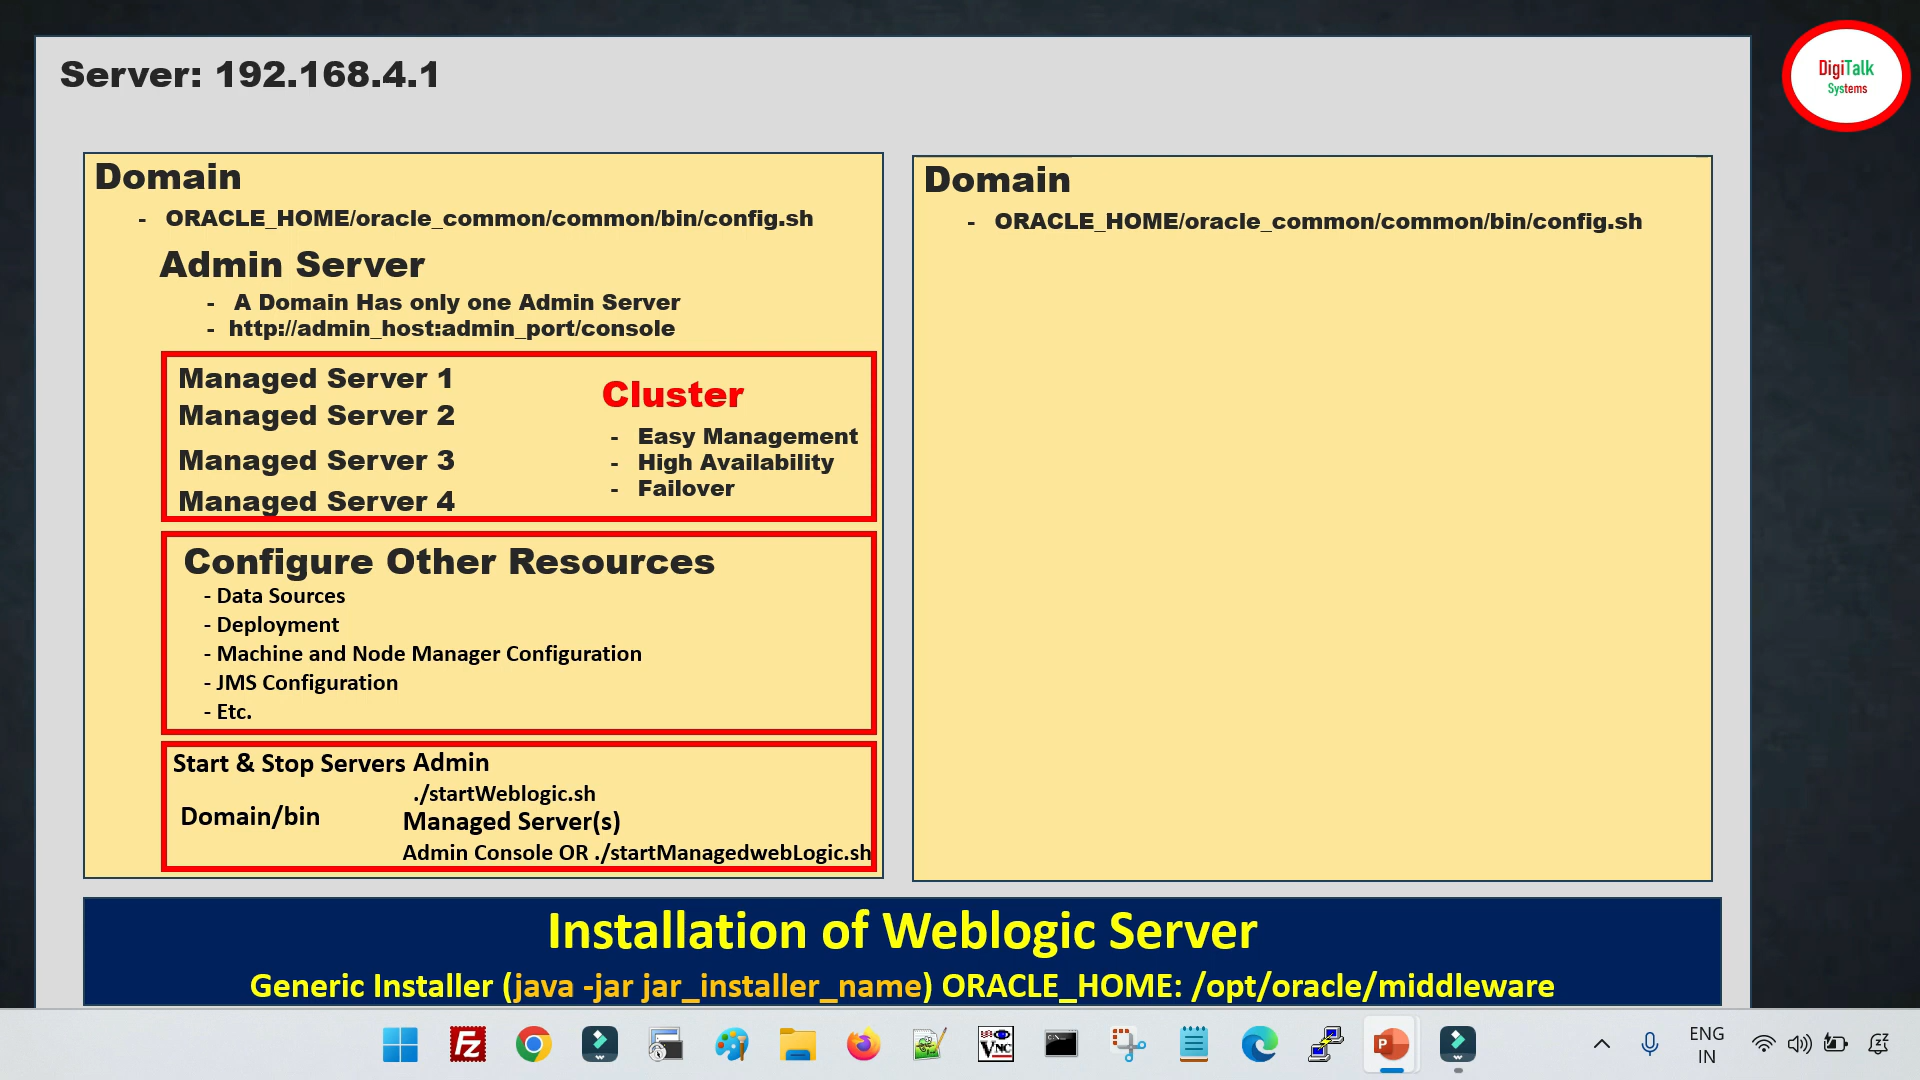 Server: 192.168.4.1
DigiTalk
Systems
Domain
- ORACLE_HOME/oracle_common/common/bin/config.sh
Admin Server
- A Domain Has only one Admin Server
- http://admin_host:admin_port/console
Managed Server 1
Managed Server 2
Managed Server 3
Managed Server 4
Cluster
- Easy Management
- High Availability
- Failover
Configure Other Resources
- Data Sources
- Deployment
- Machine and Node Manager Configuration
- JMS Configuration
- Etc.
Start & Stop Servers
Domain/bin
Admin
./startWeblogic.sh
Managed Server(s)
Admin Console OR ./startManagedwebLogic.sh
Domain
- ORACLE_HOME/oracle_common/common/bin/config.sh
Installation of Weblogic Server
Generic Installer (java -jar jar_installer_name) ORACLE_HOME: /opt/oracle/middleware
ENG
IN